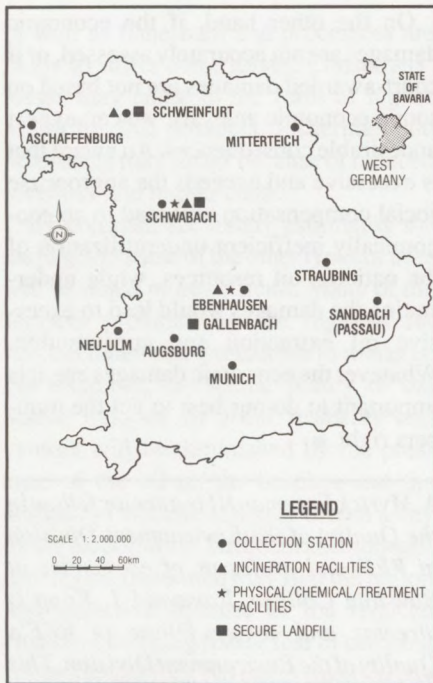 STATE
OF
BAVARIA
SCHWEINFURT
ASCHAFFENBURG
MITTERTEICH
WEST
GERMANY
N
SCHWABACH
STRAUBING
EBENHAUSEN
SANDBACH
(PASSAU)
GALLENBACH
NEU-ULM
AUGSBURG
MUNICH
LEGEND
SCALE 1 : 2,000,000
0 20 40 60km
COLLECTION STATION
INCINERATION FACILITIES
PHYSICAL/CHEMICAL/TREATMENT
FACILITIES
SECURE LANDFILL